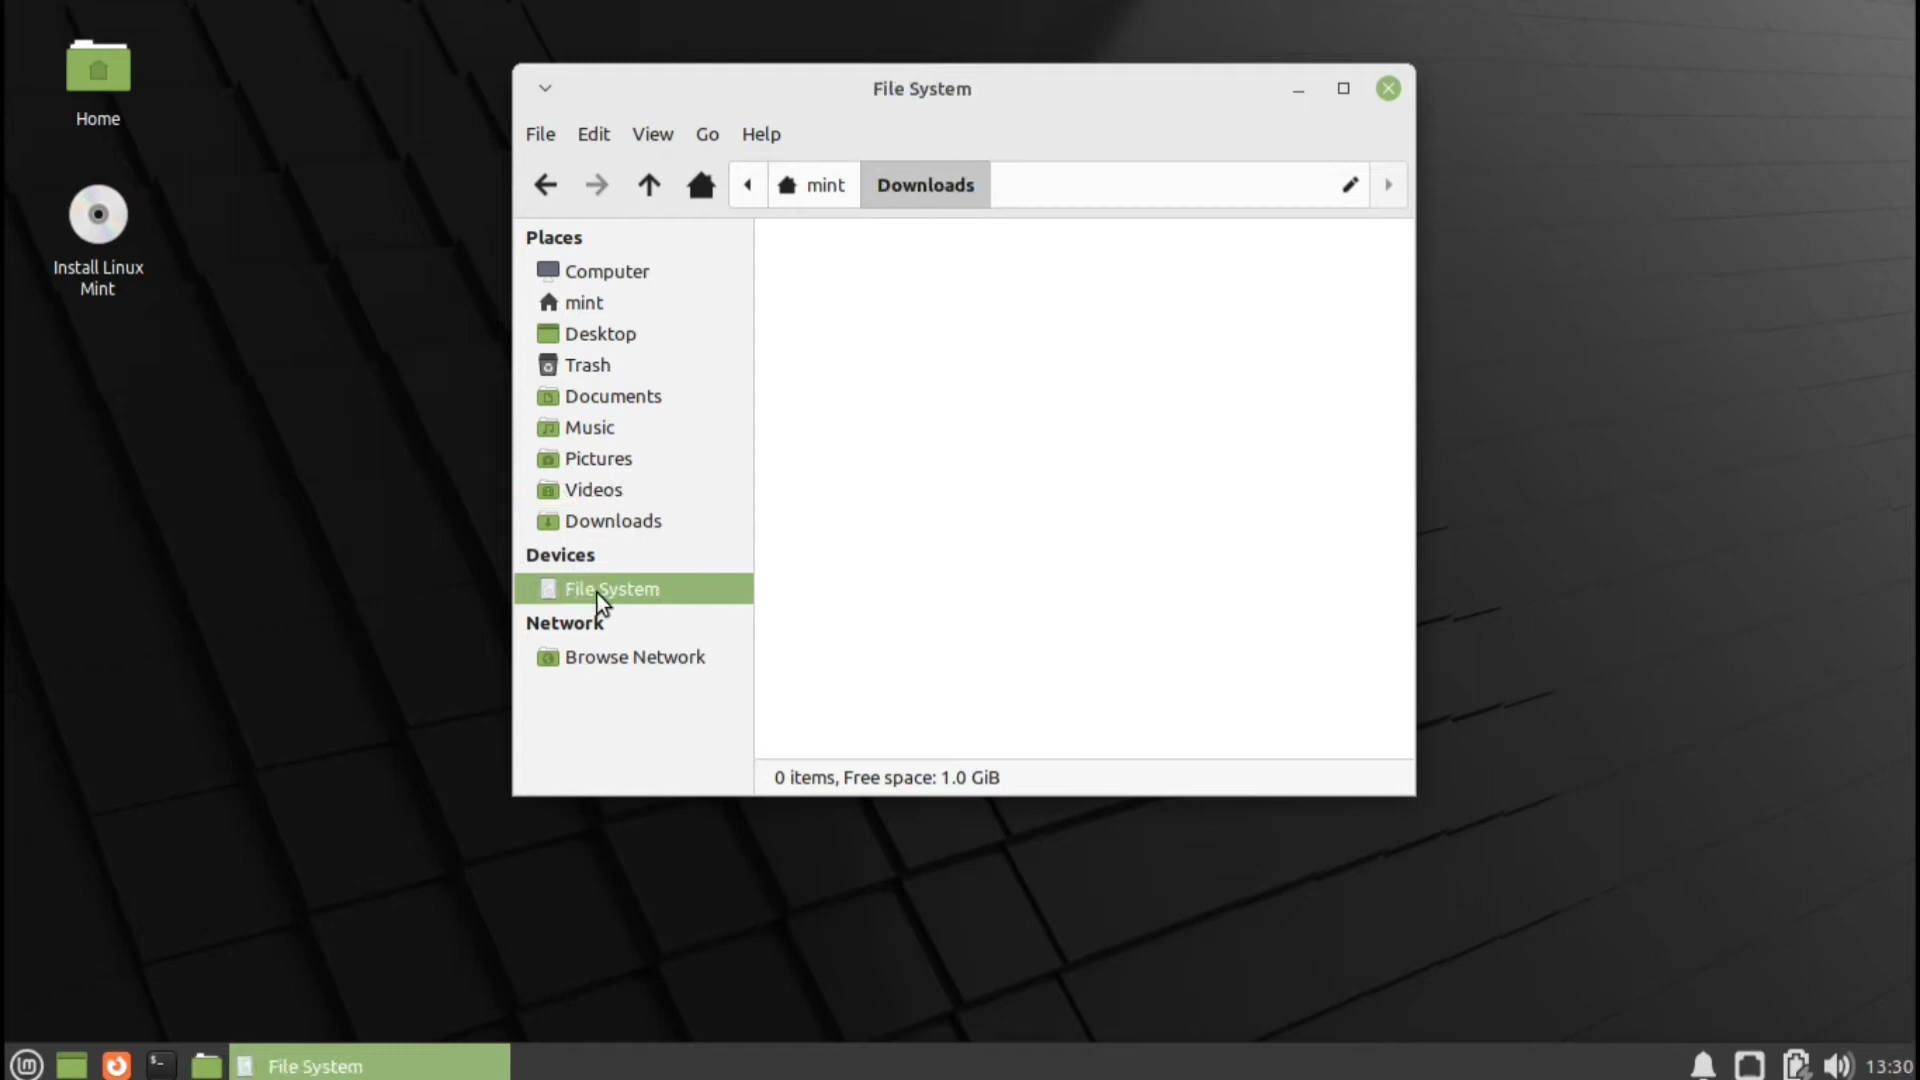 Home
Install Linux
Mint
File System
File Edit View Go Help
mint Downloads
Places
Computer
mint
Desktop
Trash
Documents
Music
Pictures
Videos
Downloads
Devices
File System
Network
Browse Network
0 items, Free space: 1.0 GiB
File System
13:30